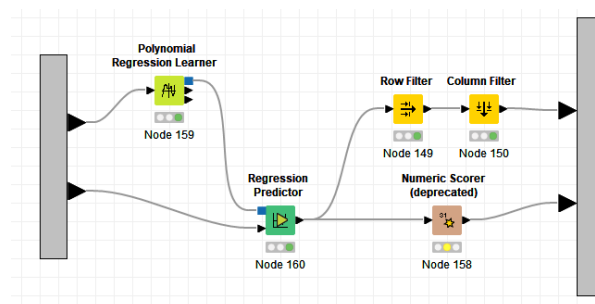 Polynomial
Regression Learner
Node 159
Row Filter
Node 149
Column Filter
Node 150
Regression
Predictor
Node 160
Numeric Scorer
(deprecated)
Node 158